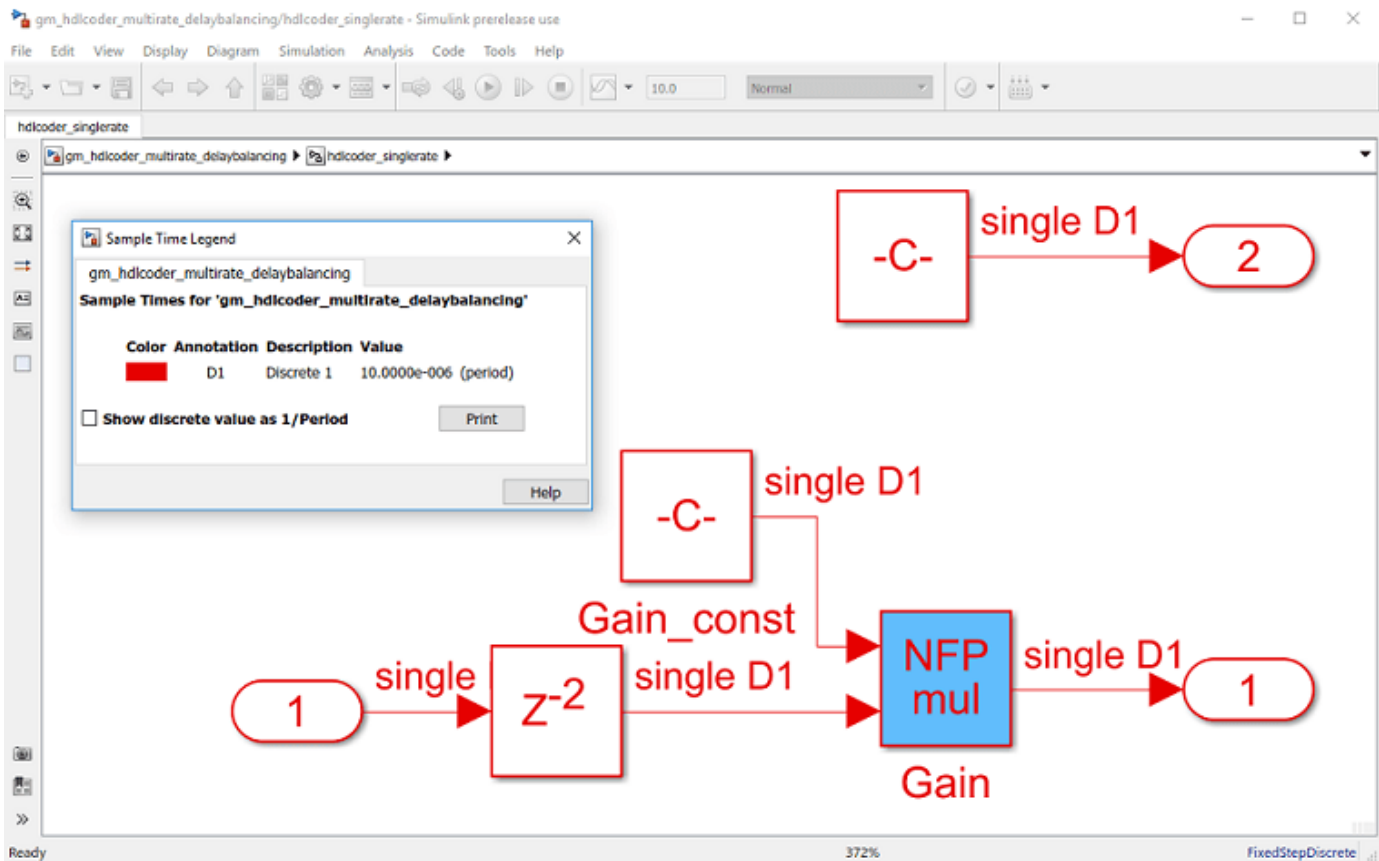 gm_hdlcoder_multirate_delaybalancing/hdlcoder_singlerate - Simulink prerelease use
File Edit View Display Diagram Simulation Analysis Code Tools Help
10.0 Normal
hdlcoder_singlerate
gm_hdlcoder_multirate_delaybalancing hdlcoder_singlerate
Sample Time Legend
gm_hdlcoder_multirate_delaybalancing
Sample Times for 'gm_hdlcoder_multirate_delaybalancing'
Color Annotation Description Value
D1 Discrete 1 10.0000e-006 (period)
Show discrete value as 1/Period Print
Help
-C- single D1 2
-C- single D1
Gain_const
1 single Z-2 single D1 NFP mul single D1 1
Gain
Ready 372% FixedStepDiscrete